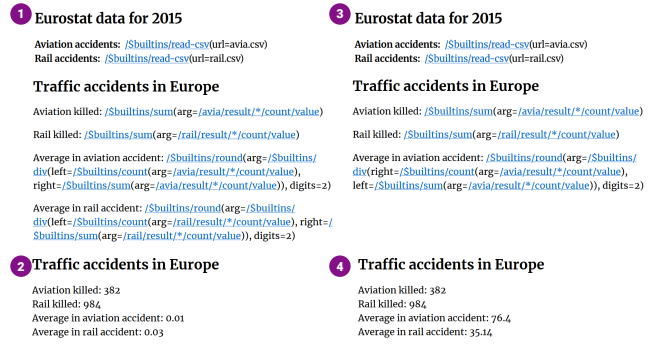 1 Eurostat data for 2015
Aviation accidents: /$builtins/read-csv(url=avia.csv)
Rail accidents: /$builtins/read-csv(url=rail.csv)
Traffic accidents in Europe
Aviation killed: /$builtins/sum(arg=/avia/result/*/count/value)
Rail killed: /$builtins/sum(arg=/rail/result/*/count/value)
Average in aviation accident: /$builtins/round(arg=/$builtins/
div(left=/$builtins/count(arg=/avia/result/*/count/value),
right=/$builtins/sum(arg=/avia/result/*/count/value)), digits=2)
Average in rail accident: /$builtins/round(arg=/$builtins/
div(left=/$builtins/count(arg=/rail/result/*/count/value), right=/
$builtins/sum(arg=/rail/result/*/count/value)), digits=2)
2 Traffic accidents in Europe
Aviation killed: 382
Rail killed: 984
Average in aviation accident: 0.01
Average in rail accident: 0.03
3 Eurostat data for 2015
Aviation accidents: /$builtins/read-csv(url=avia.csv)
Rail accidents: /$builtins/read-csv(url=rail.csv)
Traffic accidents in Europe
Aviation killed: /$builtins/sum(arg=/avia/result/*/count/value)
Rail killed: /$builtins/sum(arg=/rail/result/*/count/value)
Average in aviation accident: /$builtins/round(arg=/$builtins/
div(right=/$builtins/count(arg=/avia/result/*/count/value),
left=/$builtins/sum(arg=/avia/result/*/count/value)), digits=2)
4 Traffic accidents in Europe
Aviation killed: 382
Rail killed: 984
Average in aviation accident: 76.4
Average in rail accident: 35.14